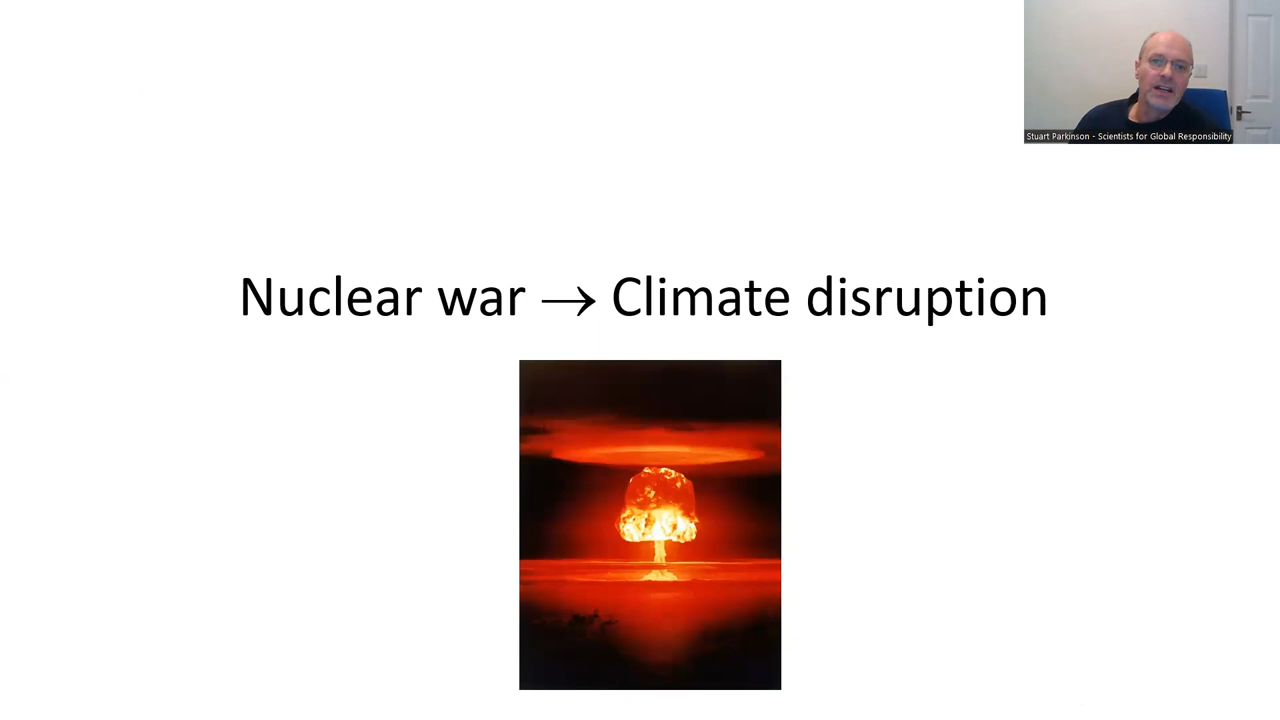 Stuart Parkinson - Scientists for Global Responsibility
Nuclear war → Climate disruption